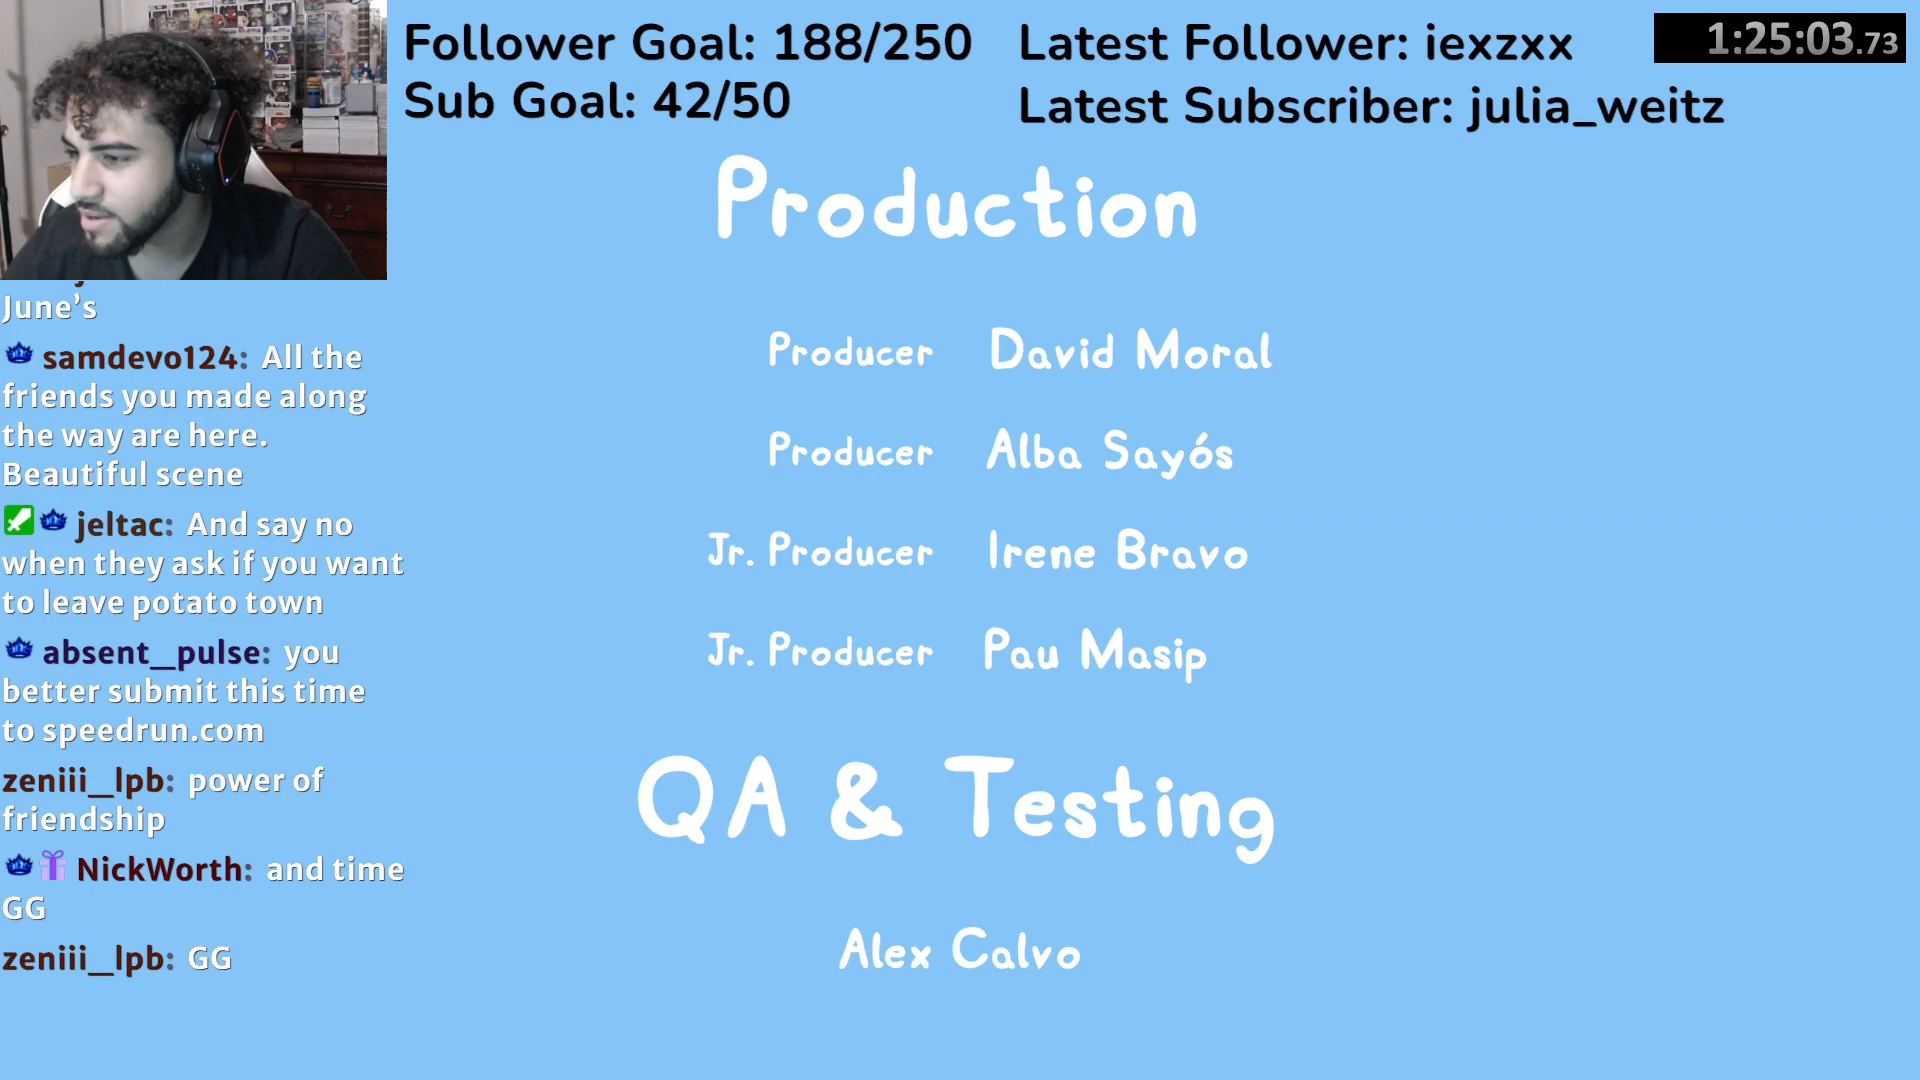 Follower Goal: 188/250
Sub Goal: 42/50
Latest Follower: iexzxx
Latest Subscriber: julia_weitz
1:25:03.73
June's
samdevo124: All the
friends you made along
the way are here.
Beautiful scene
jeltac: And say no
when they ask if you want
to leave potato town
absent_pulse: you
better submit this time
to speedrun.com
zeniii_lpb: power of
friendship
NickWorth: and time
GG
zeniii_lpb: GG
Production
Producer David Moral
Producer Alba Sayós
Jr. Producer Irene Bravo
Jr. Producer Pau Masip
QA & Testing
Alex Calvo